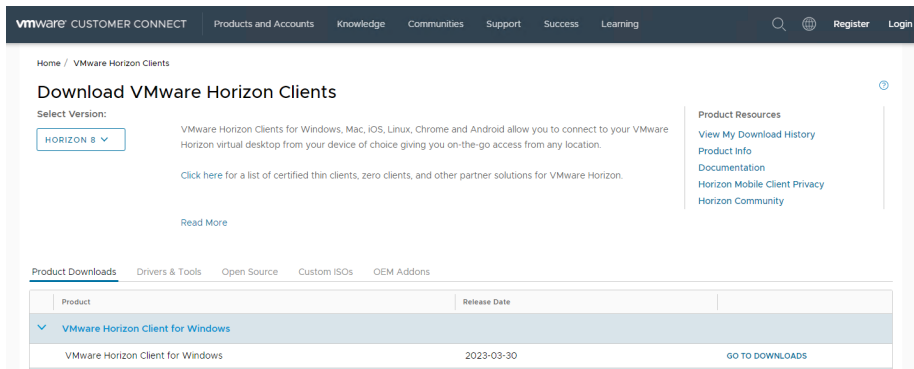 vmware® CUSTOMER CONNECT Products and Accounts Knowledge Communities Support Success Learning Register Login
Home / VMware Horizon Clients
Download VMware Horizon Clients
Select Version:
HORIZON 8
VMware Horizon Clients for Windows, Mac, iOS, Linux, Chrome and Android allow you to connect to your VMware
Horizon virtual desktop from your device of choice giving you on-the-go access from any location.
Click here for a list of certified thin clients, zero clients, and other partner solutions for VMware Horizon.
Read More
Product Resources
View My Download History
Product Info
Documentation
Horizon Mobile Client Privacy
Horizon Community
Product Downloads Drivers & Tools Open Source Custom ISOs OEM Addons
Product Release Date
VMware Horizon Client for Windows
VMware Horizon Client for Windows 2023-03-30 GO TO DOWNLOADS